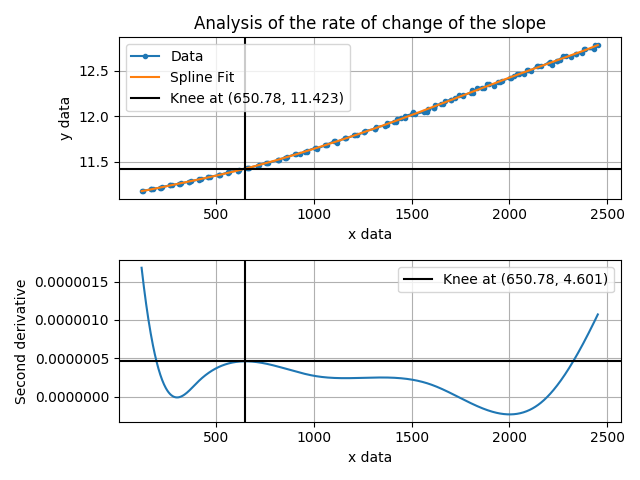 Analysis of the rate of change of the slope
Data
Spline Fit
Knee at (650.78, 11.423)
y data
12.5
12.0
11.5
500 1000 1500 2000 2500
x data
Second derivative
Knee at (650.78, 4.601)
0.0000015
0.0000010
0.0000005
0.0000000
500 1000 1500 2000 2500
x data